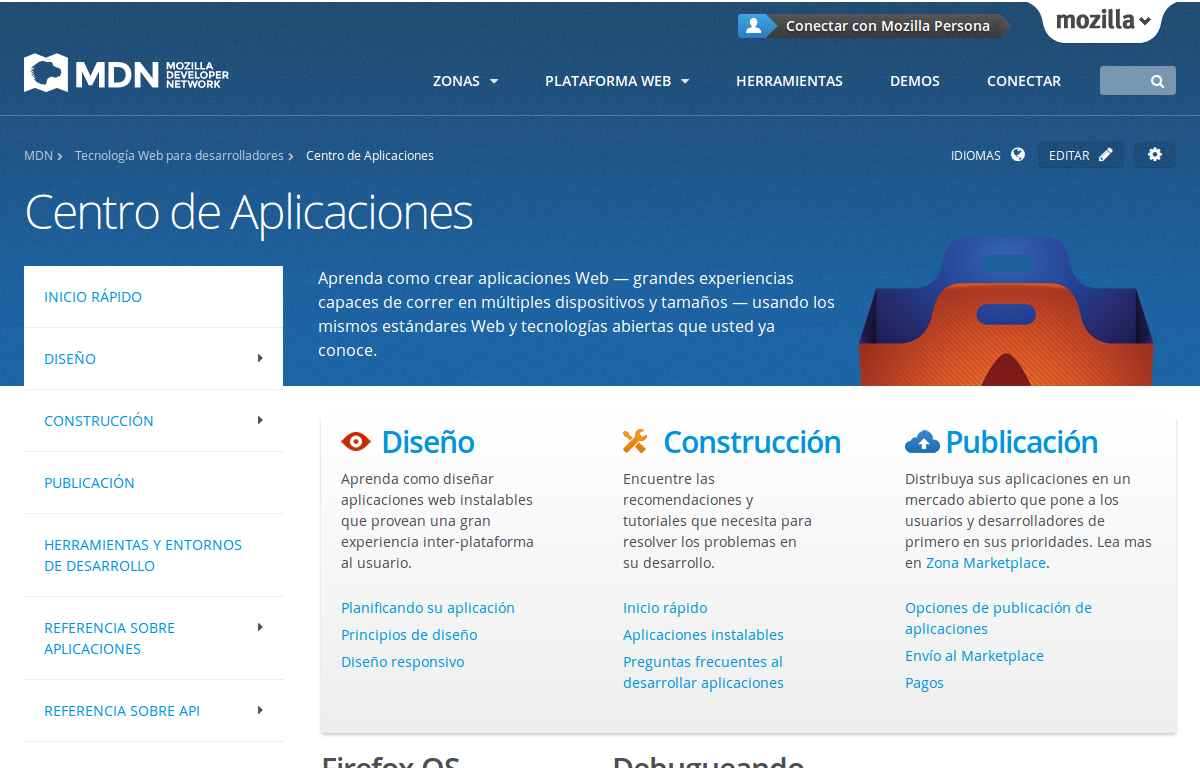 Conectar con Mozilla Persona
mozilla
MDN MOZILLA
DEVELOPER
NETWORK
ZONAS
PLATAFORMA WEB
HERRAMIENTAS
DEMOS
CONECTAR
MDN
Tecnología Web para desarrolladores
Centro de Aplicaciones
IDIOMAS
EDITAR
Centro de Aplicaciones
INICIO RÁPIDO
DISEÑO
CONSTRUCCIÓN
PUBLICACIÓN
HERRAMIENTAS Y ENTORNOS
DE DESARROLLO
REFERENCIA SOBRE
APLICACIONES
REFERENCIA SOBRE API
Aprenda como crear aplicaciones Web — grandes experiencias
capaces de correr en múltiples dispositivos y tamaños — usando los
mismos estándares Web y tecnologías abiertas que usted ya
conoce.
Diseño
Aprenda como diseñar
aplicaciones web instalables
que provean una gran
experiencia inter-plataforma
al usuario.
Planificando su aplicación
Principios de diseño
Diseño responsivo
Construcción
Encuentre las
recomendaciones y
tutoriales que necesita para
resolver los problemas en
su desarrollo.
Inicio rápido
Aplicaciones instalables
Preguntas frecuentes al
desarrollar aplicaciones
Publicación
Distribuya sus aplicaciones en un
mercado abierto que pone a los
usuarios y desarrolladores de
primero en sus prioridades. Lea mas
en Zona Marketplace.
Opciones de publicación de
aplicaciones
Envío al Marketplace
Pagos
Firefox OS
Debugueando